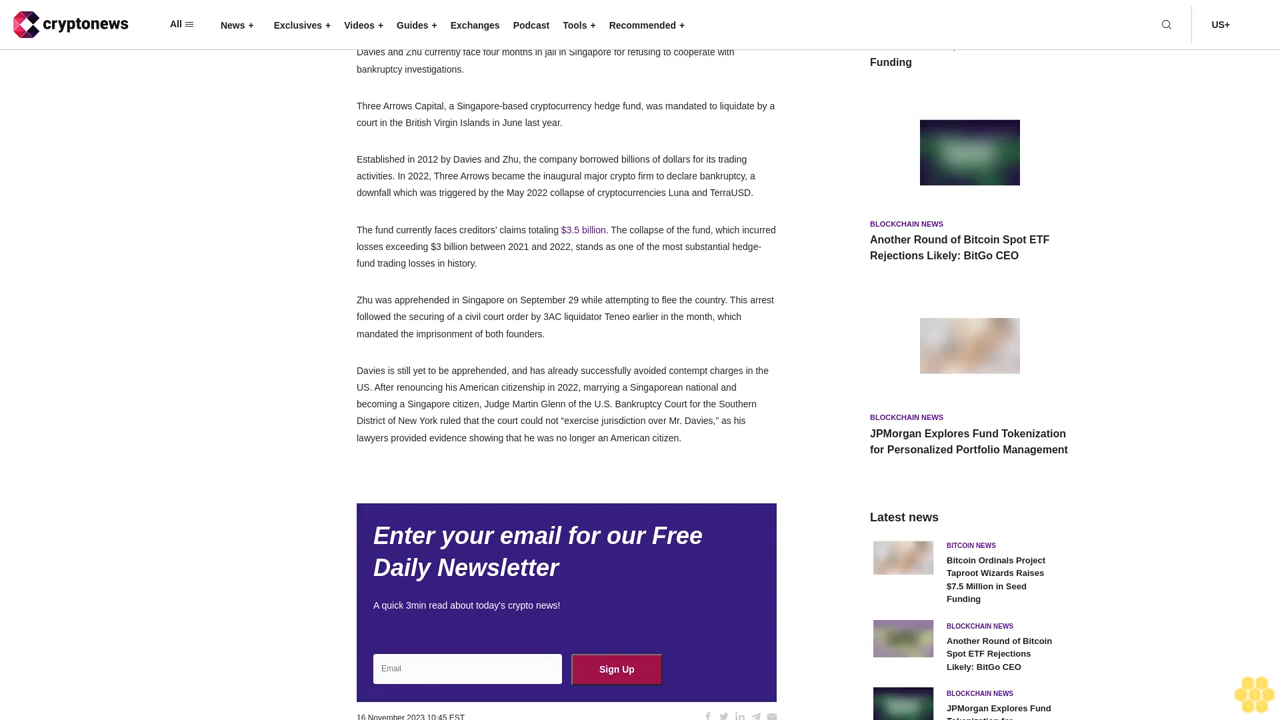 cryptonews
All
News +
Exclusives +
Videos +
Guides +
Exchanges
Podcast
Tools +
Recommended +
US+
Davies and Zhu currently face four months in jail in Singapore for refusing to cooperate with
bankruptcy investigations.
Three Arrows Capital, a Singapore-based cryptocurrency hedge fund, was mandated to liquidate by a
court in the British Virgin Islands in June last year.
Established in 2012 by Davies and Zhu, the company borrowed billions of dollars for its trading
activities. In 2022, Three Arrows became the inaugural major crypto firm to declare bankruptcy, a
downfall which was triggered by the May 2022 collapse of cryptocurrencies Luna and TerraUSD.
The fund currently faces creditors’ claims totaling $3.5 billion. The collapse of the fund, which incurred
losses exceeding $3 billion between 2021 and 2022, stands as one of the most substantial hedge-
fund trading losses in history.
Zhu was apprehended in Singapore on September 29 while attempting to flee the country. This arrest
followed the securing of a civil court order by 3AC liquidator Teneo earlier in the month, which
mandated the imprisonment of both founders.
Davies is still yet to be apprehended, and has already successfully avoided contempt charges in the
US. After renouncing his American citizenship in 2022, marrying a Singaporean national and
becoming a Singapore citizen, Judge Martin Glenn of the U.S. Bankruptcy Court for the Southern
District of New York ruled that the court could not “exercise jurisdiction over Mr. Davies,” as his
lawyers provided evidence showing that he was no longer an American citizen.
Enter your email for our Free
Daily Newsletter
A quick 3min read about today's crypto news!
Email
Sign Up
16 November 2023 10:45 EST
Funding
BLOCKCHAIN NEWS
Another Round of Bitcoin Spot ETF
Rejections Likely: BitGo CEO
BLOCKCHAIN NEWS
JPMorgan Explores Fund Tokenization
for Personalized Portfolio Management
Latest news
BITCOIN NEWS
Bitcoin Ordinals Project
Taproot Wizards Raises
$7.5 Million in Seed
Funding
BLOCKCHAIN NEWS
Another Round of Bitcoin
Spot ETF Rejections
Likely: BitGo CEO
BLOCKCHAIN NEWS
JPMorgan Explores Fund